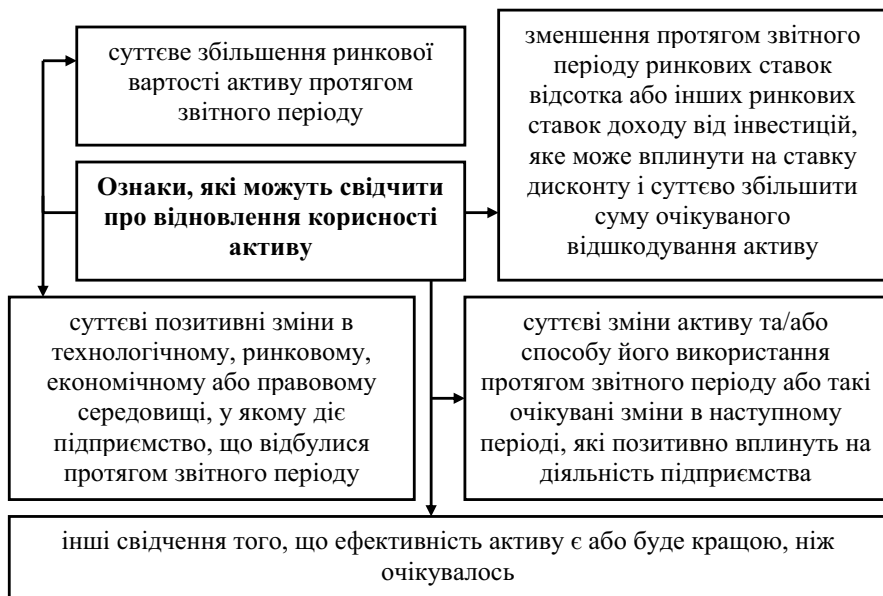 суттєве збільшення ринкової
вартості активу протягом
звітного періоду
зменшення протягом звітного
періоду ринкових ставок
відсотка або інших ринкових
ставок доходу від інвестицій,
яке може вплинути на ставку
дисконту і суттєво збільшити
суму очікуваного
відшкодування активу
Ознаки, які можуть свідчити
про відновлення корисності
активу
суттєві позитивні зміни в
технологічному, ринковому,
економічному або правовому
середовищі, у якому діє
підприємство, що відбулися
протягом звітного періоду
суттєві зміни активу та/або
способу його використання
протягом звітного періоду або такі
очікувані зміни в наступному
періоді, які позитивно вплинуть на
діяльність підприємства
інші свідчення того, що ефективність активу є або буде кращою, ніж
очікувалось